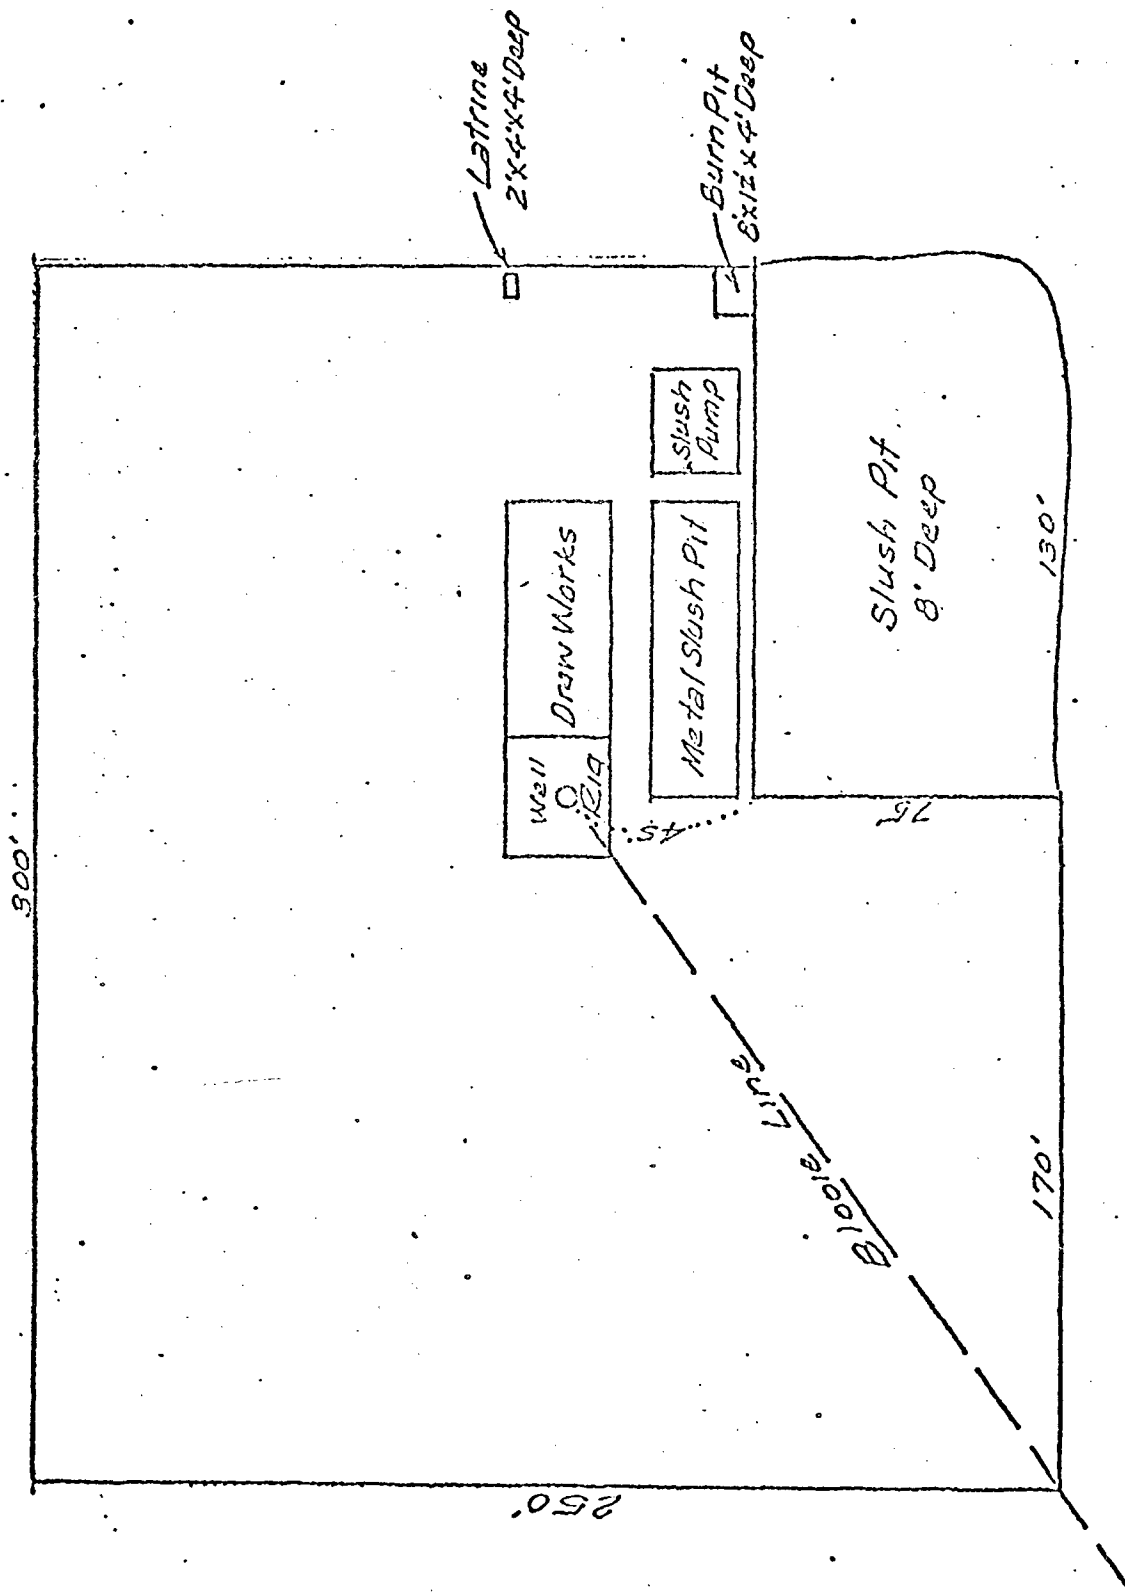 300'
250'
Latrine
2'x4'x4' Deep
Burn Pit
8'x12'x4' Deep
Well
Rig
Draw Works
45'
Metal Slush Pit
Slush
Pump
75'
Slush Pit
8' Deep
130'
Blooie Line
170'